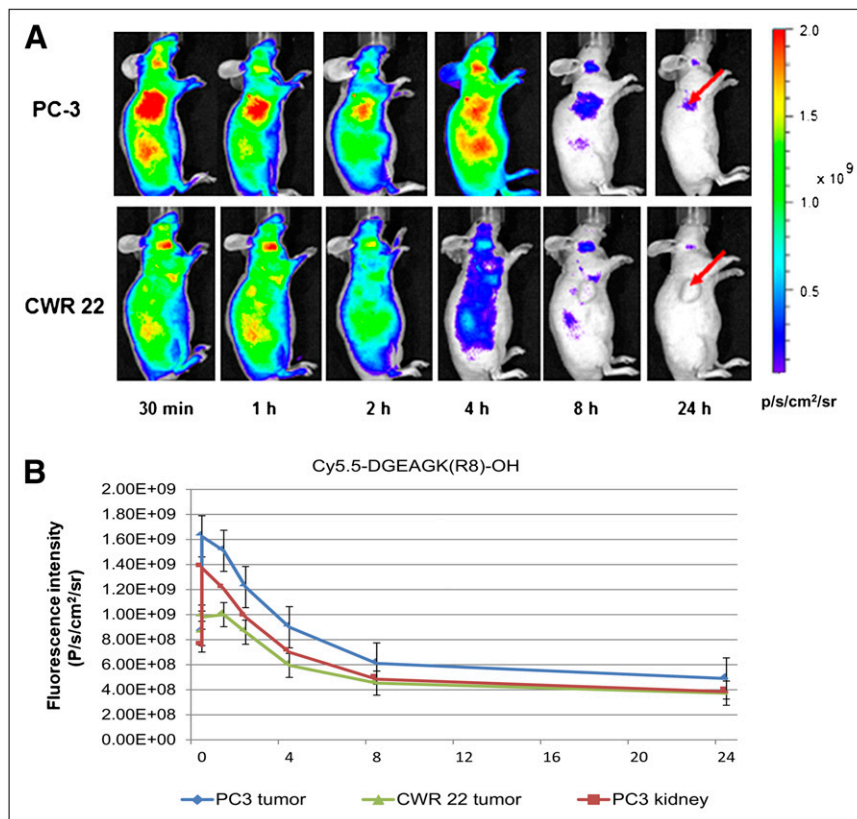 A
PC-3
CWR 22
30 min 1 h 2 h 4 h 8 h 24 h
2.0
1.5
x 10⁹
1.0
0.5
p/s/cm²/sr
B
Cy5.5-DGEAGK(R8)-OH
Fluorescence intensity
(P/s/cm²/sr)
2.00E+09
1.80E+09
1.60E+09
1.40E+09
1.20E+09
1.00E+09
8.00E+08
6.00E+08
4.00E+08
2.00E+08
0.00E+00
0 4 8 12 16 20 24
PC3 tumor CWR 22 tumor PC3 kidney